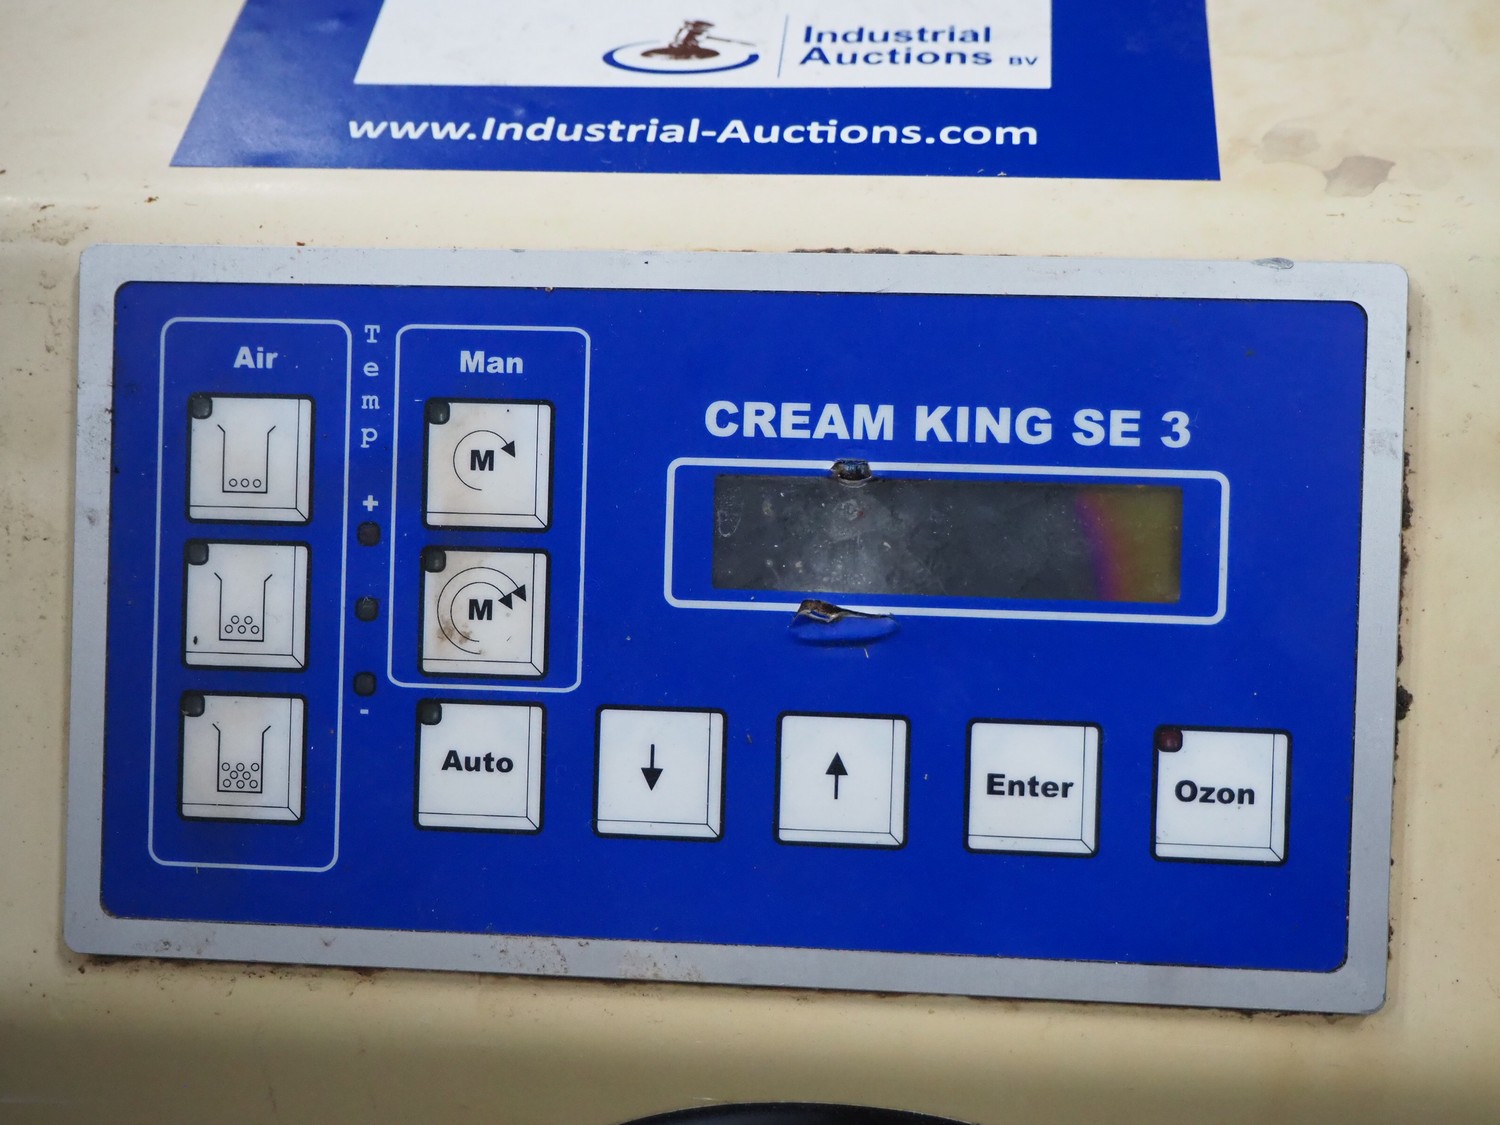 Industrial
Auctions BV
www.Industrial-Auctions.com
Air
Temp
+
-
Man
M
M
CREAM KING SE 3
Auto
Enter
Ozon